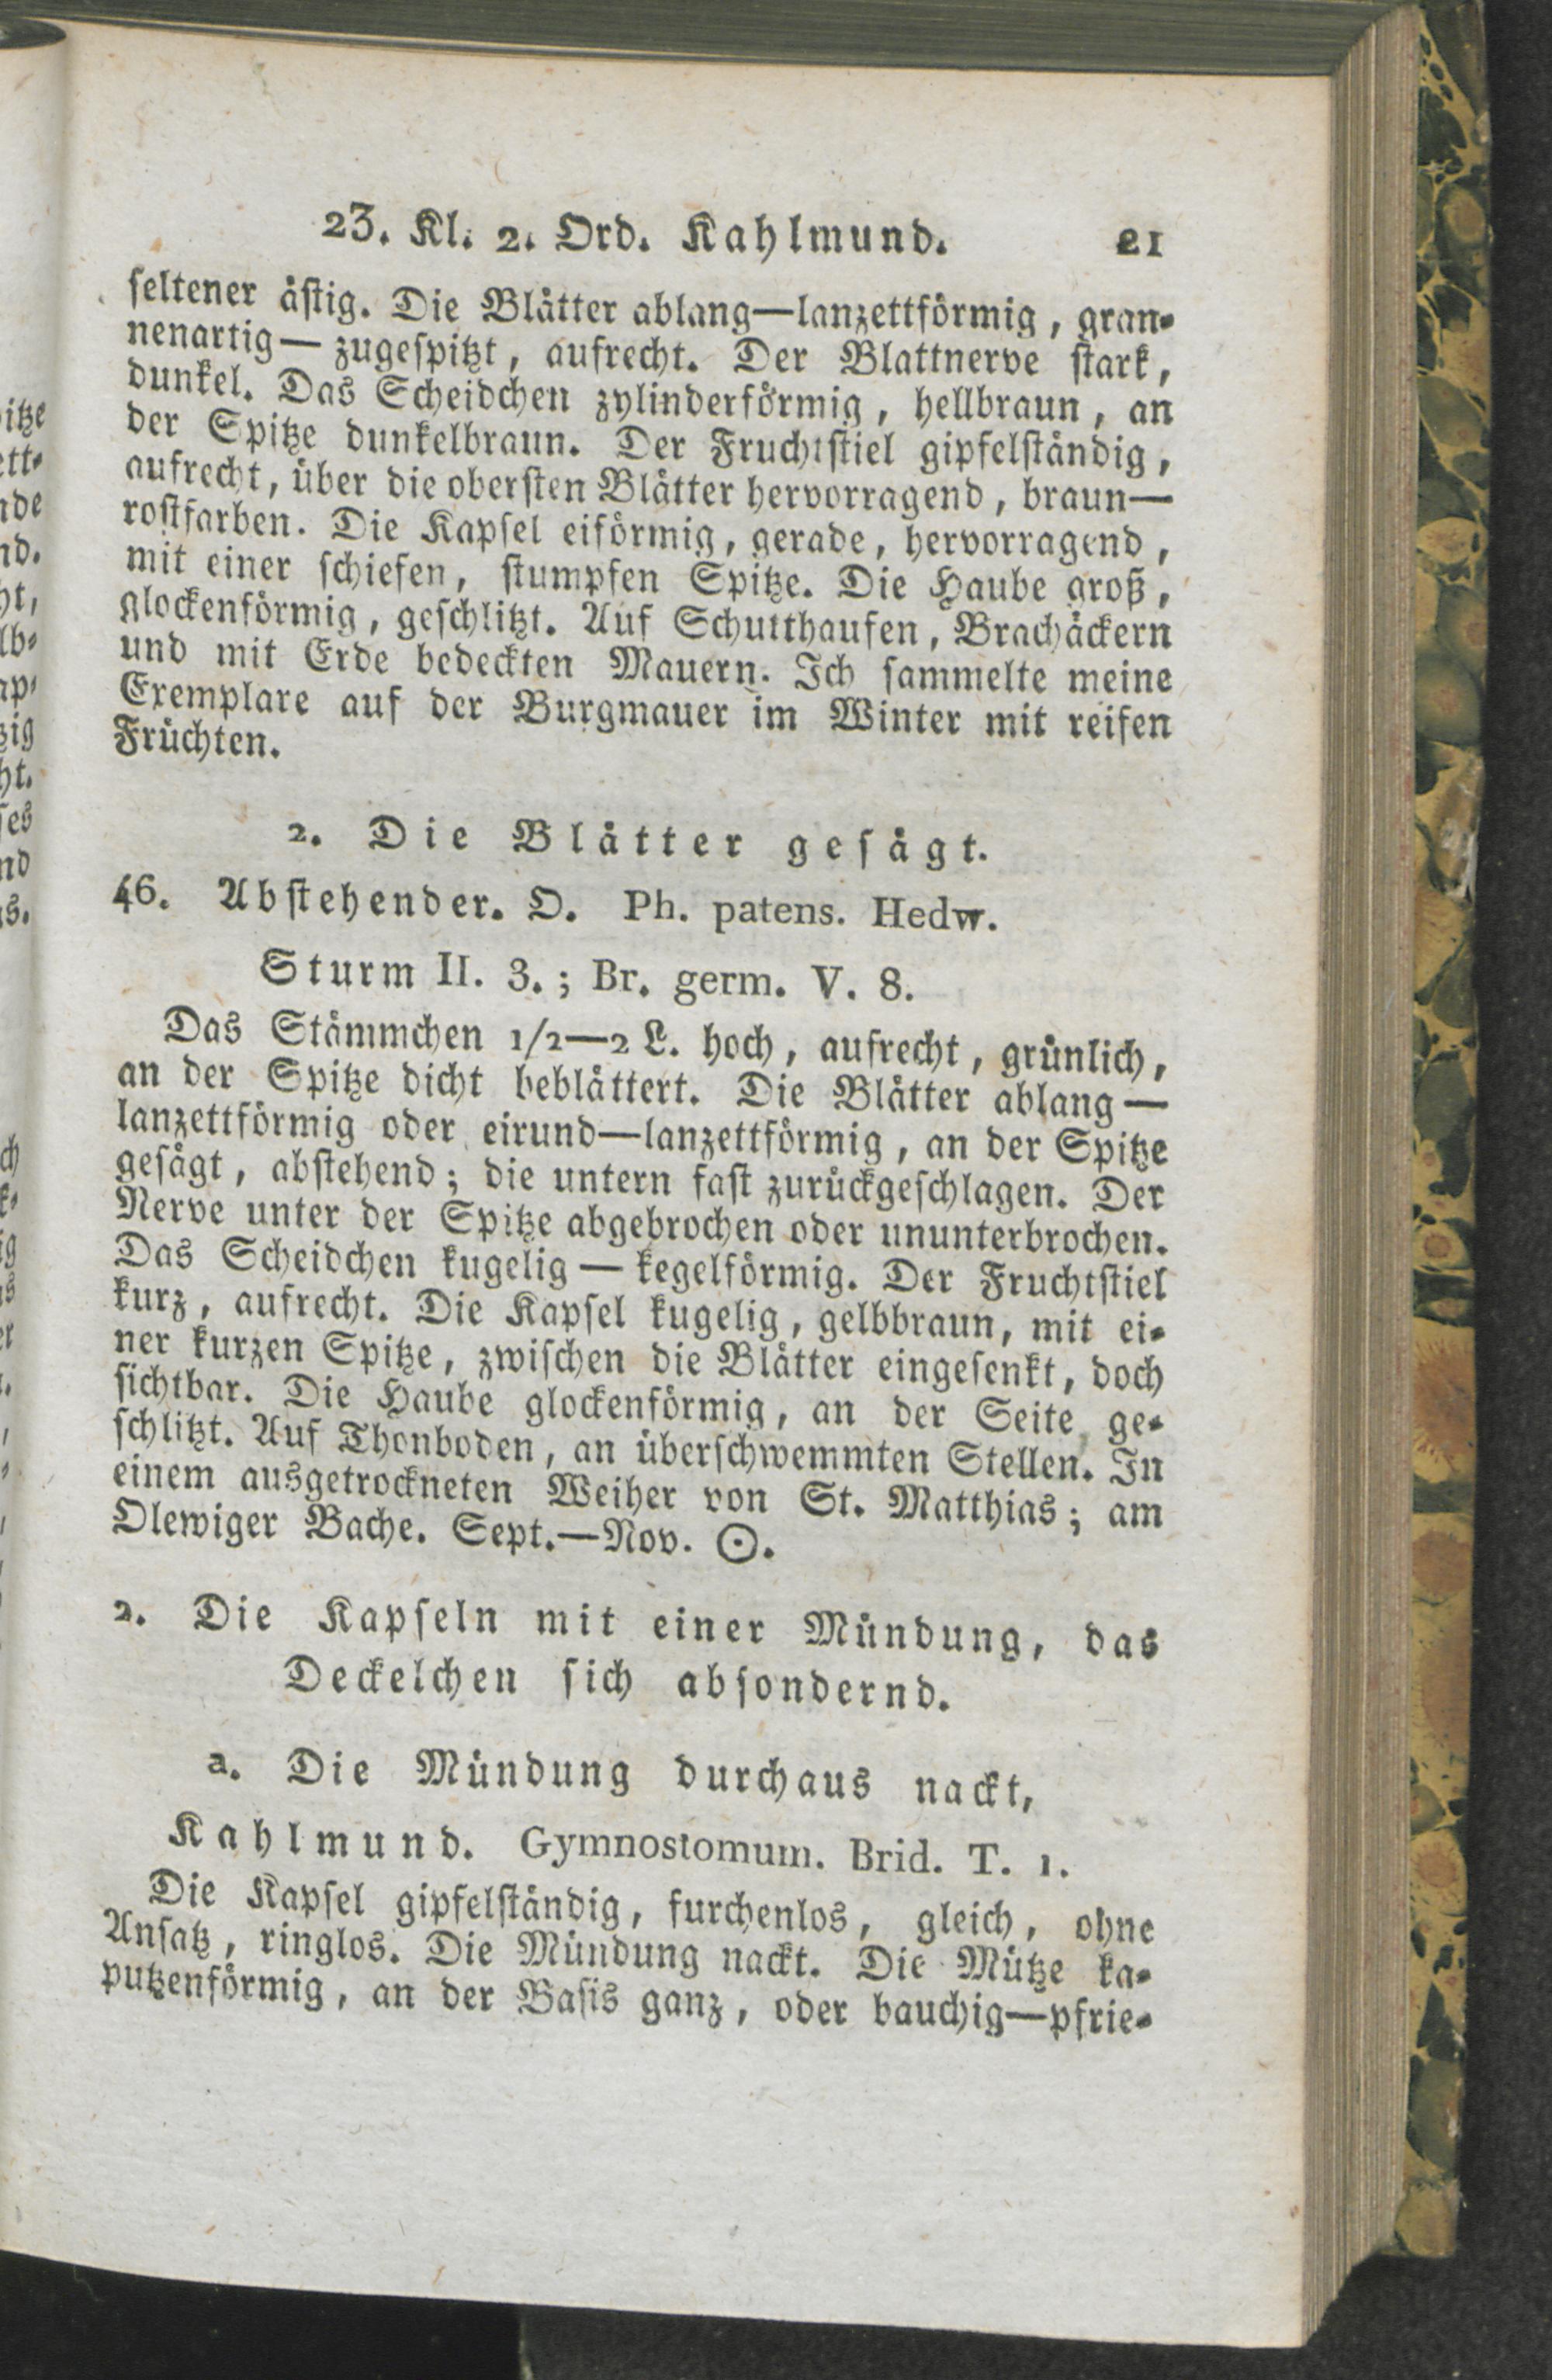 23. Kl. 2. Ord. Kahlmund. 21
seltener ästig. Die Blätter ablang—lanzettförmig, gran-
nenartig — zugespitzt, aufrecht. Der Blattnerve stark,
dunkel. Das Scheidchen zylinderförmig, hellbraun, an
der Spitze dunkelbraun. Der Fruchtstiel gipfelständig,
aufrecht, über die obersten Blätter hervorragend, braun—
rostfarben. Die Kapsel eiförmig, gerade, hervorragend,
mit einer schiefen, stumpfen Spitze. Die Haube groß,
glockenförmig, geschlitzt. Auf Schutthaufen, Brachäckern
und mit Erde bedeckten Mauern. Ich sammelte meine
Exemplare auf der Burgmauer im Winter mit reifen
Früchten.
2. Die Blätter gesägt.
46. Abstehender. O. Ph. patens. Hedw.
Sturm II. 3.; Br. germ. V. 8.
Das Stämmchen 1/2—2 L. hoch, aufrecht, grünlich,
an der Spitze dicht beblättert. Die Blätter ablang —
lanzettförmig oder eirund—lanzettförmig, an der Spitze
gesägt, abstehend; die untern fast zurückgeschlagen. Der
Nerve unter der Spitze abgebrochen oder ununterbrochen.
Das Scheidchen kugelig — kegelförmig. Der Fruchtstiel
kurz, aufrecht. Die Kapsel kugelig, gelbbraun, mit ei-
ner kurzen Spitze, zwischen die Blätter eingesenkt, doch
sichtbar. Die Haube glockenförmig, an der Seite ge-
schlitzt. Auf Thonboden, an überschwemmten Stellen. In
einem ausgetrockneten Weiher von St. Matthias; am
Olewiger Bache. Sept.—Nov. ☉.
2. Die Kapseln mit einer Mündung, das
Deckelchen sich absondernd.
a. Die Mündung durchaus nackt,
Kahlmund. Gymnostomum. Brid. T. 1.
Die Kapsel gipfelständig, furchenlos, gleich, ohne
Ansatz, ringlos. Die Mündung nackt. Die Mütze ka-
putzenförmig, an der Basis ganz, oder bauchig—pfrie-